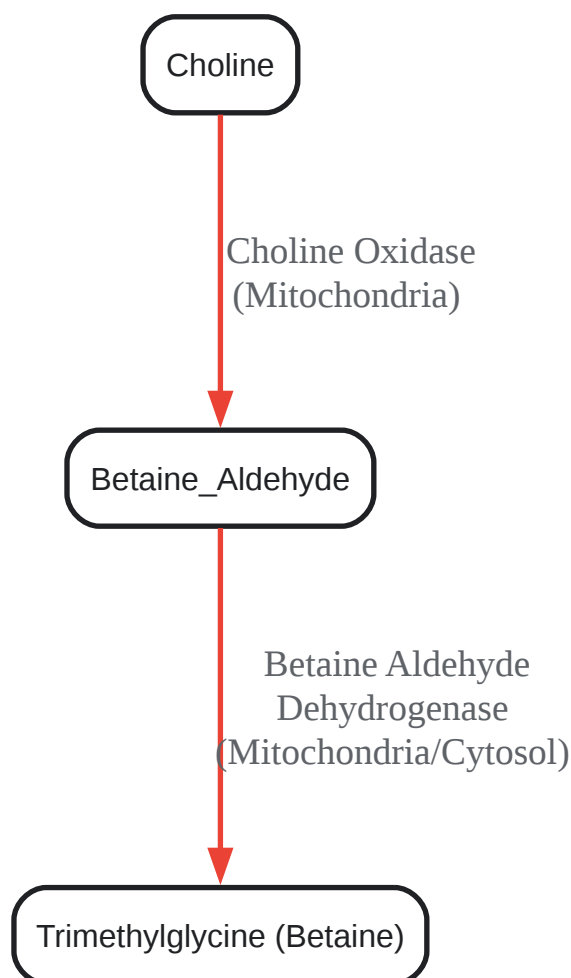 Choline
Choline Oxidase
(Mitochondria)
Betaine_Aldehyde
Betaine Aldehyde
Dehydrogenase
(Mitochondria/Cytosol)
Trimethylglycine (Betaine)